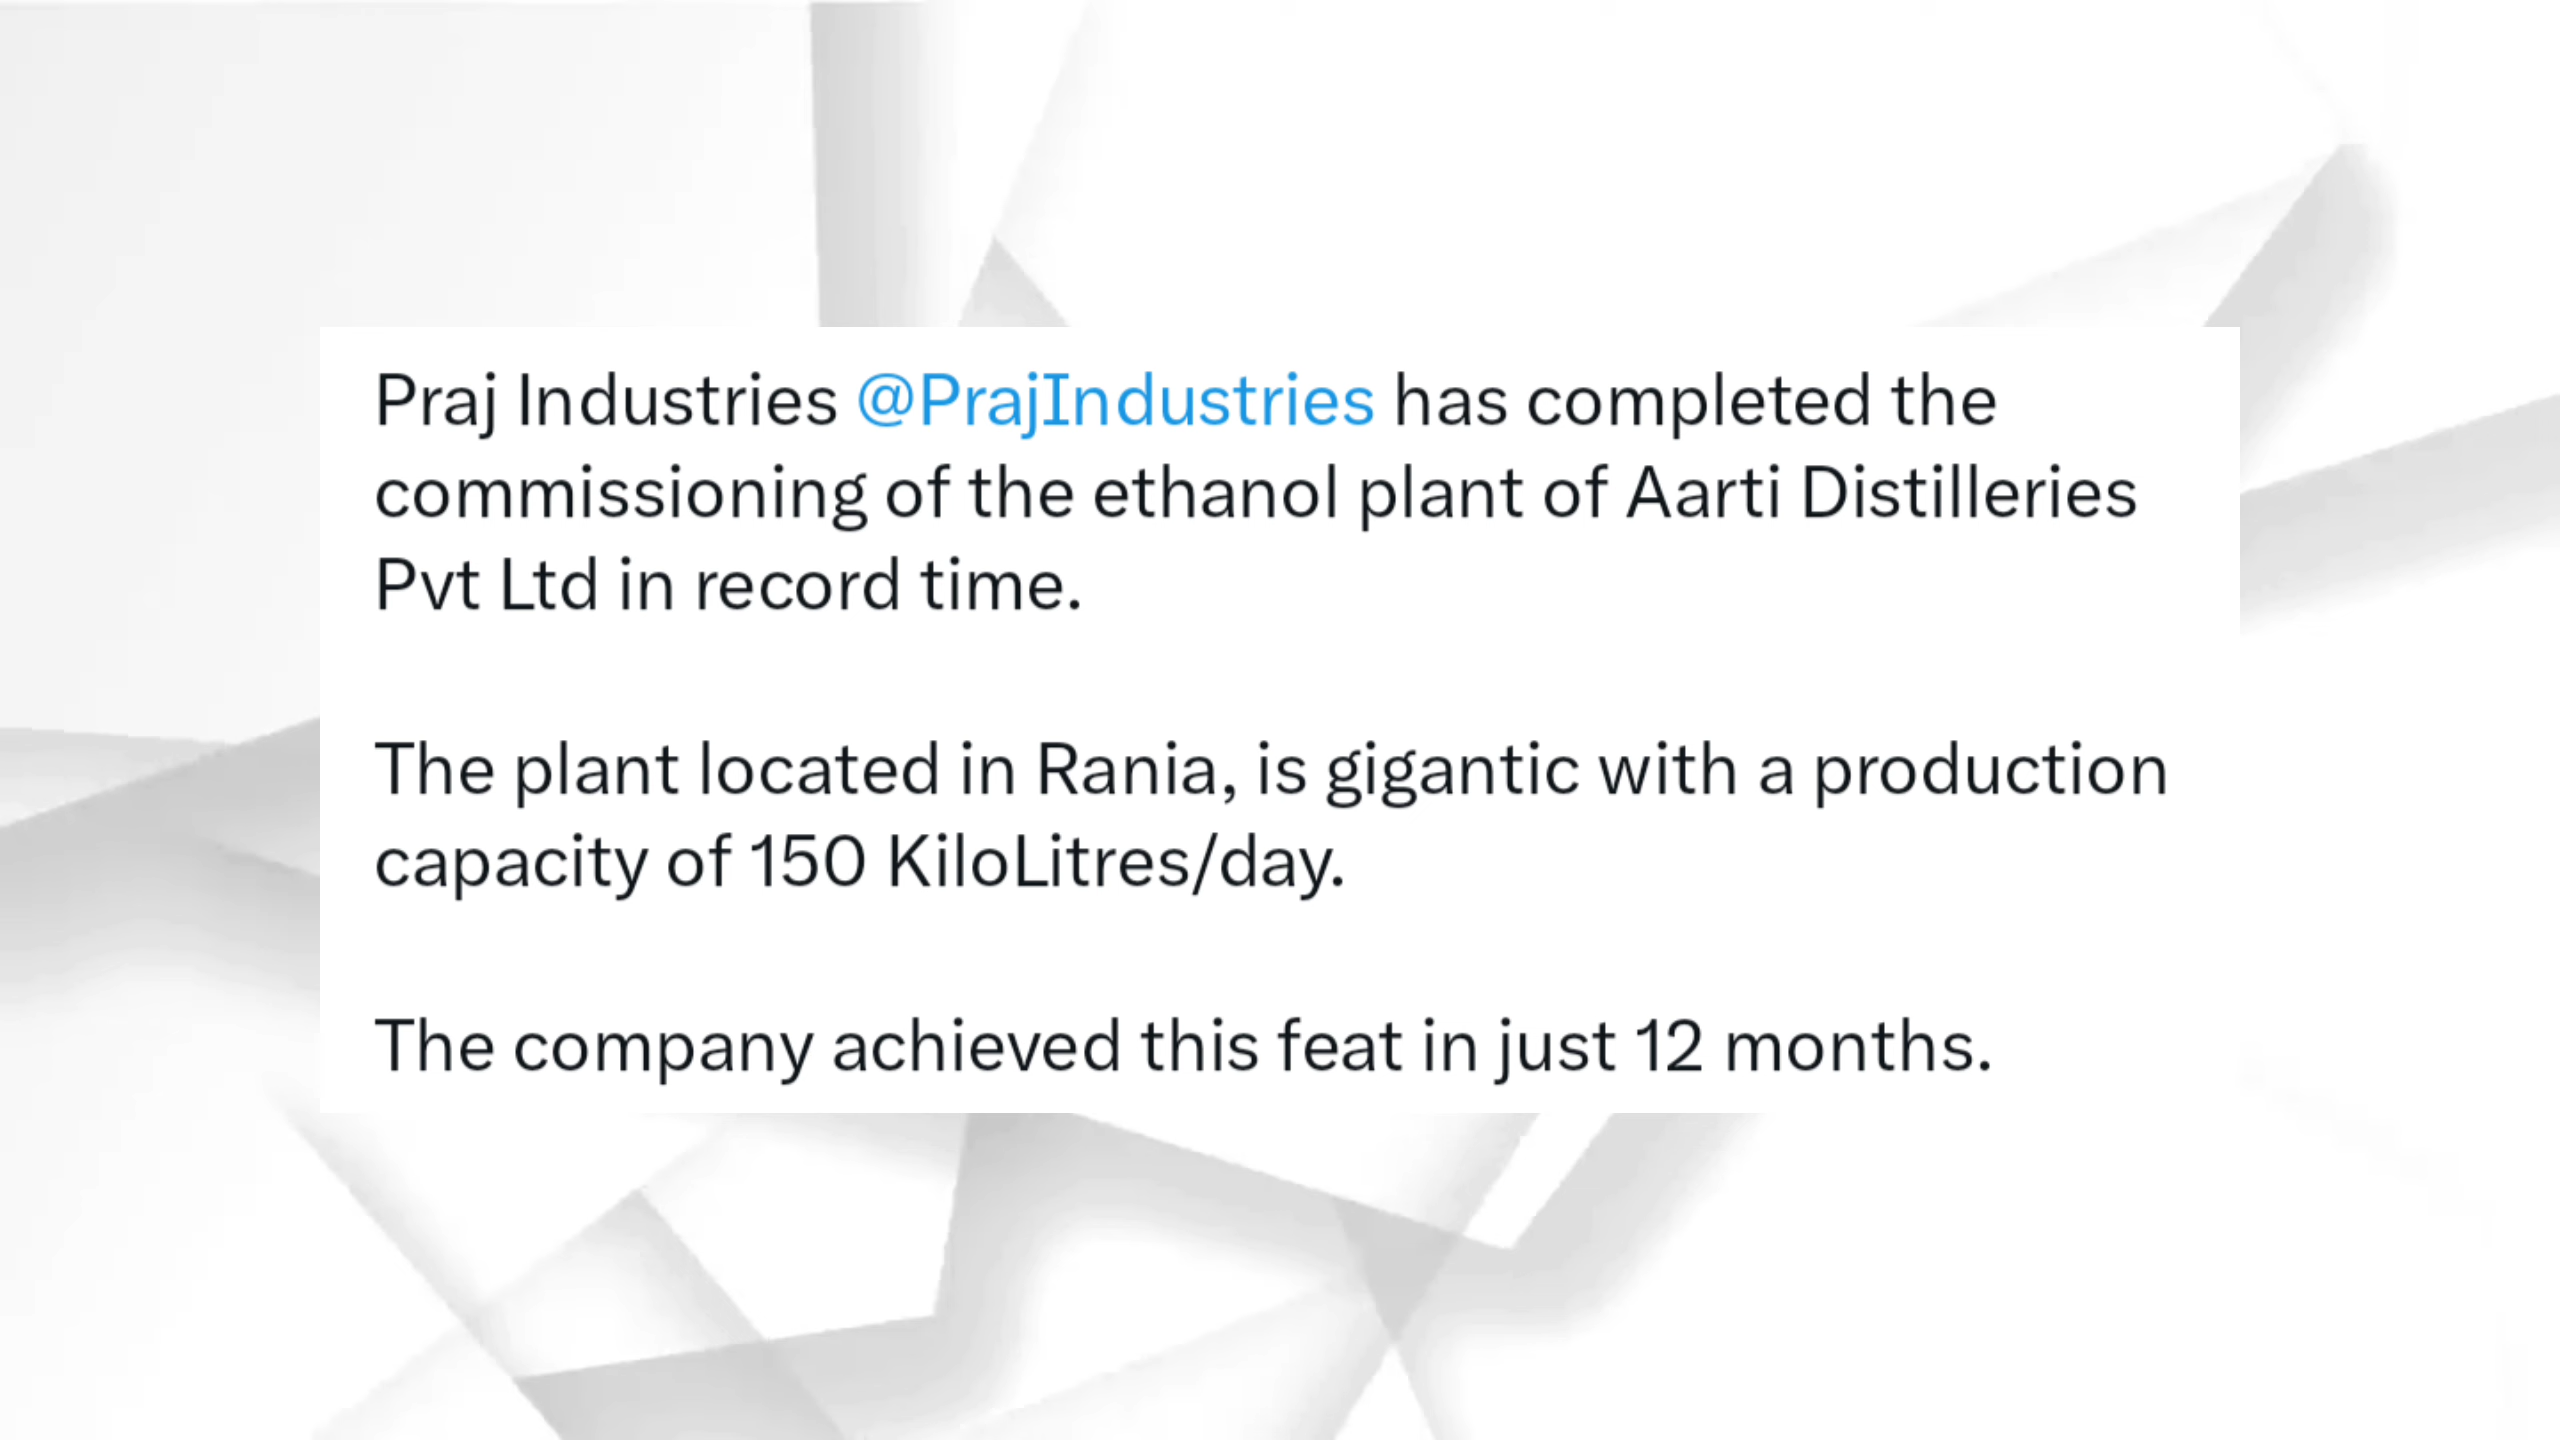 Praj Industries @PrajIndustries has completed the
commissioning of the ethanol plant of Aarti Distilleries
Pvt Ltd in record time.
The plant located in Rania, is gigantic with a production
capacity of 150 KiloLitres/day.
The company achieved this feat in just 12 months.